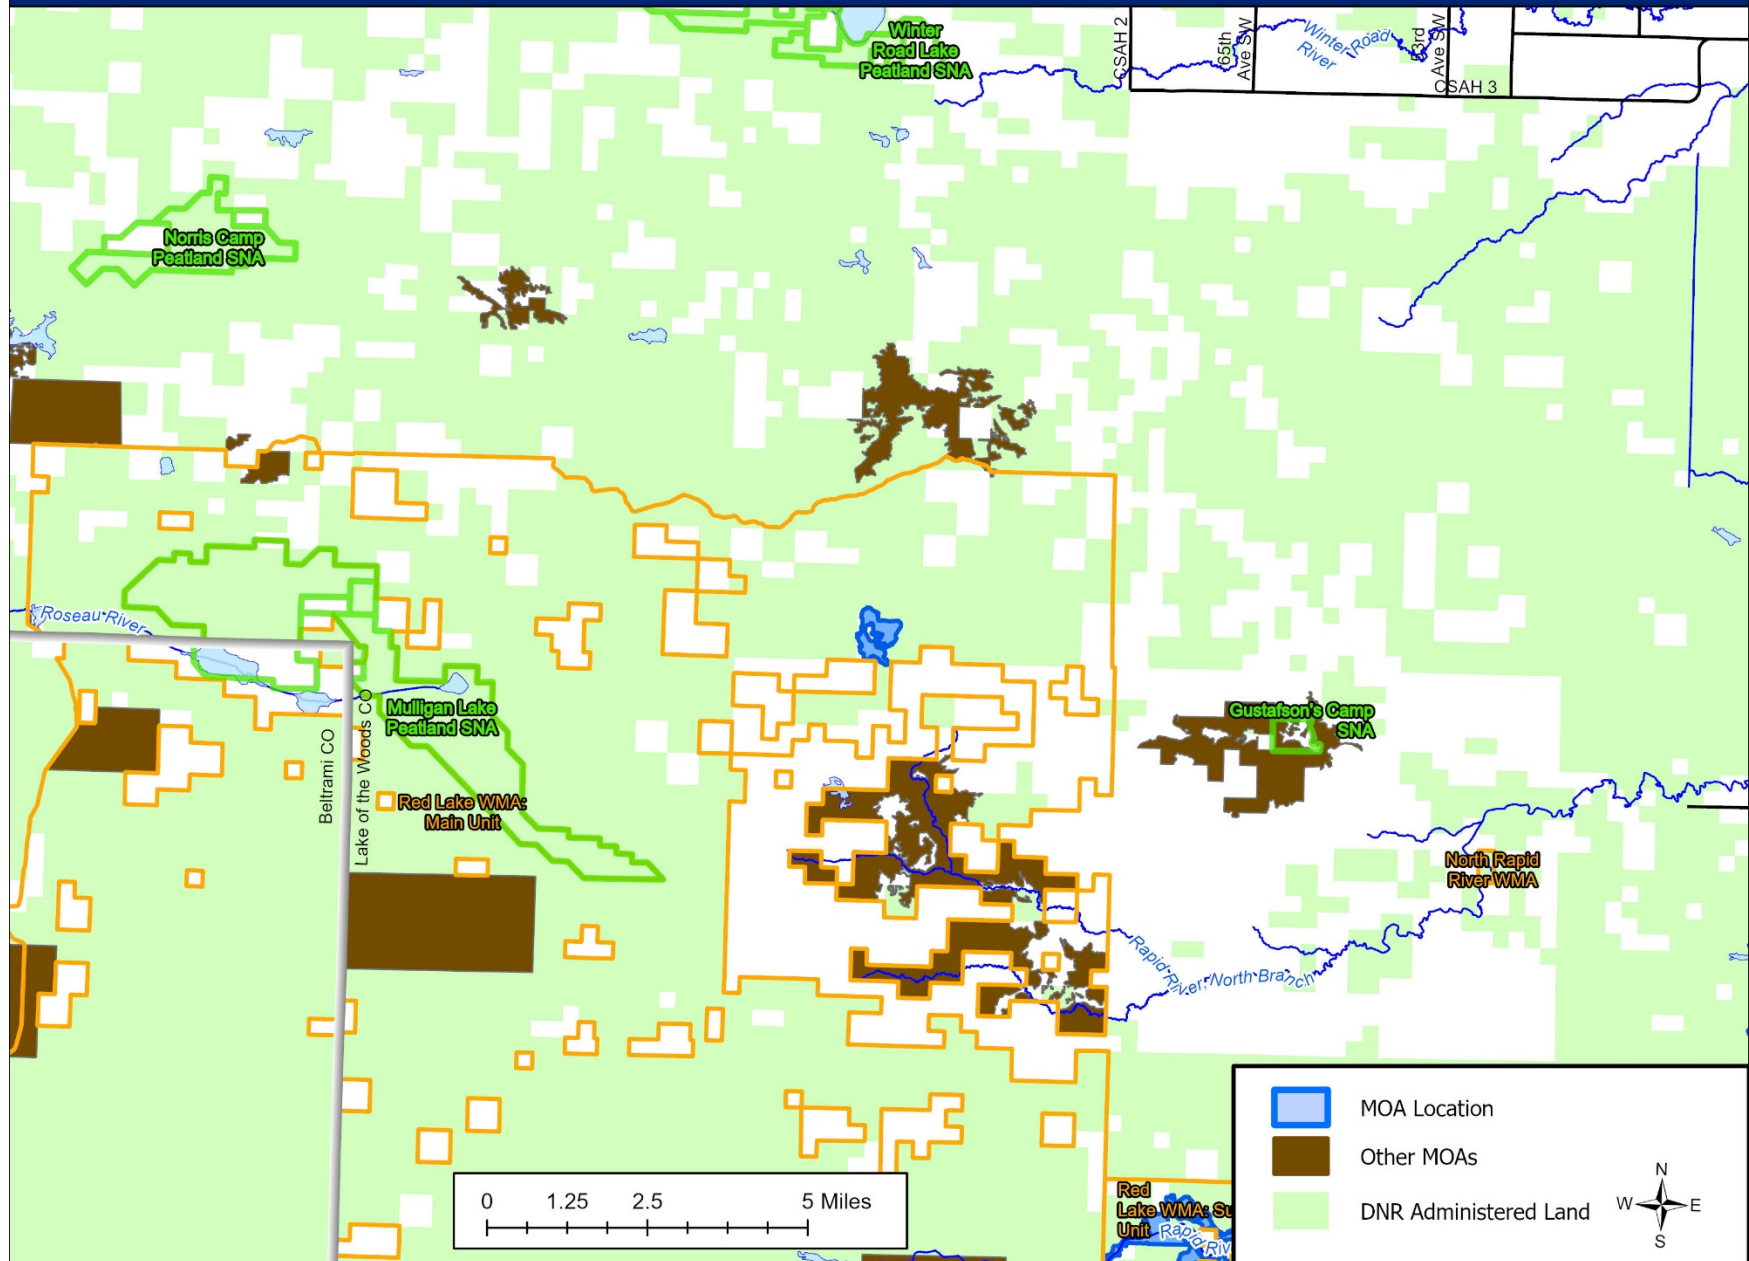 Winter
Road Lake
Peatland SNA
CSAH 2
65th
Ave SW
Winter Road
River
53rd
Ave SW
CSAH 3
Norris Camp
Peatland SNA
Roseau River
Mulligan Lake
Peatland SNA
Gustafson's Camp
SNA
Beltrami CO
Lake of the Woods CO
Red Lake WMA:
Main Unit
North Rapid
River WMA
Rapid River, North Branch
Red
Lake WMA: Su
Unit
Rapid Riv
0 1.25 2.5 5 Miles
MOA Location
Other MOAs
DNR Administered Land
N
W E
S